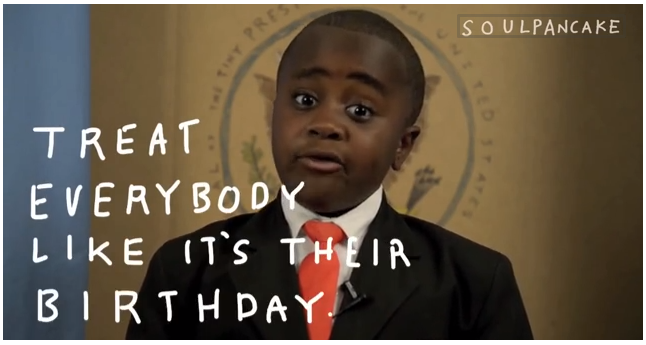 SOULPANCAKE
TREAT
EVERYBODY
LIKE IT'S THEIR
BIRTHDAY.